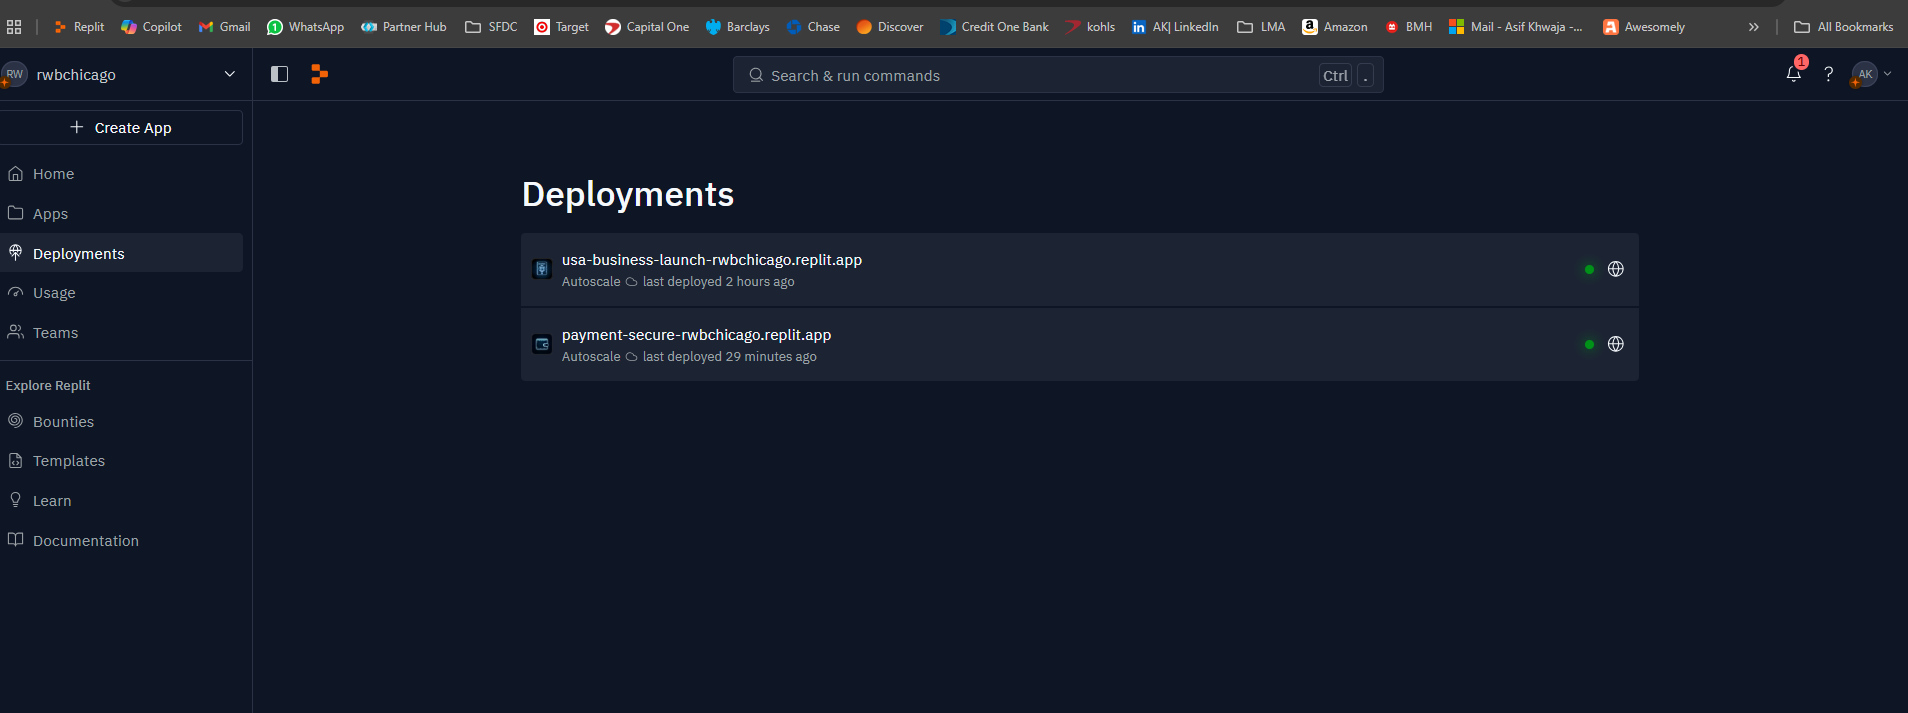 Replit Copilot Gmail WhatsApp Partner Hub SFDC Target Capital One Barclays Chase Discover Credit One Bank kohls AK| LinkedIn LMA Amazon BMH Mail - Asif Khwaja -... Awesomely » All Bookmarks
RW rwbchicago
Search & run commands Ctrl .
1
? AK
+ Create App
Home
Apps
Deployments
Usage
Teams
Explore Replit
Bounties
Templates
Learn
Documentation
Deployments
usa-business-launch-rwbchicago.replit.app
Autoscale last deployed 2 hours ago
payment-secure-rwbchicago.replit.app
Autoscale last deployed 29 minutes ago